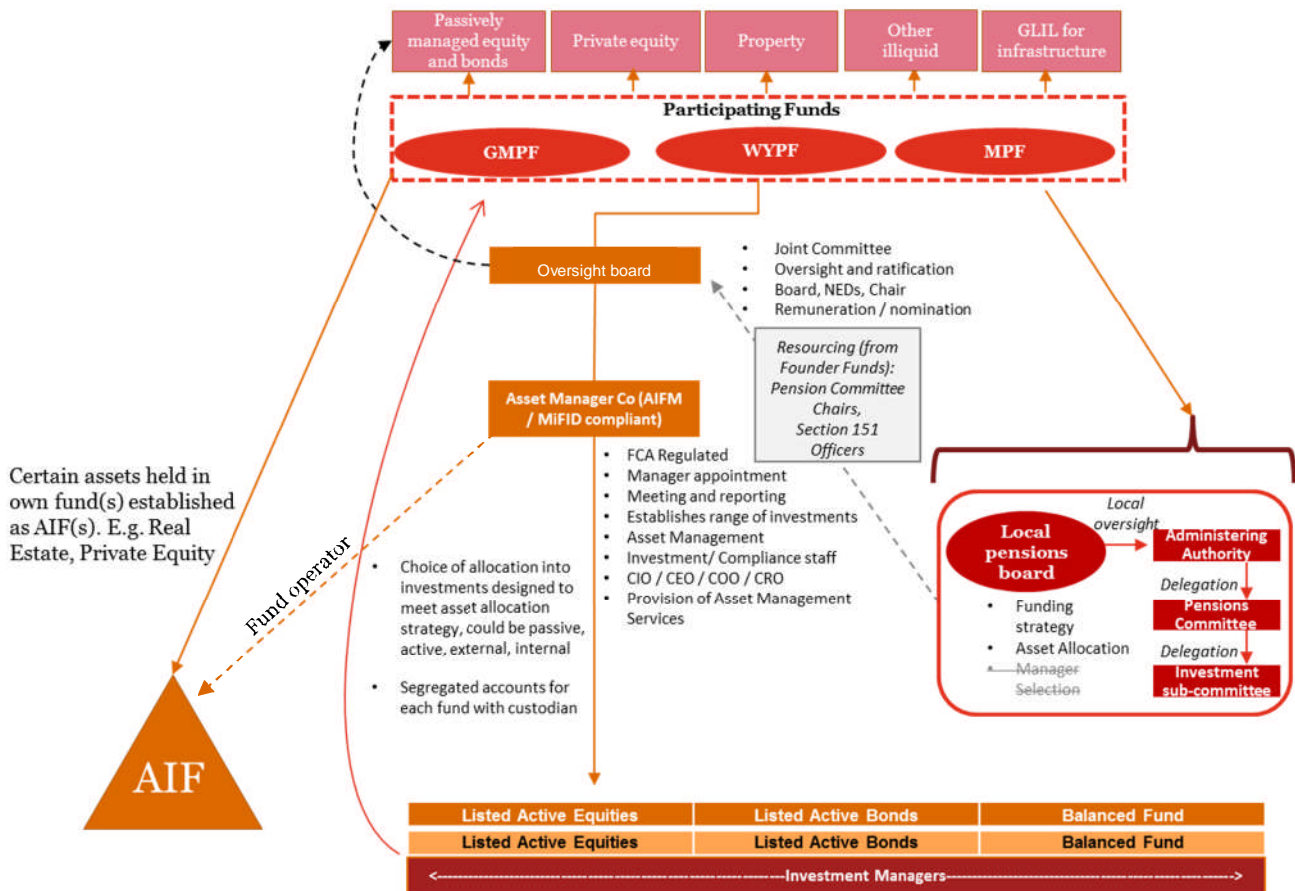 Passively
managed equity
and bonds
Private equity
Property
Other
illiquid
GLIL for
infrastructure
Participating Funds
GMPF
WYPF
MPF
Oversight board
• Joint Committee
• Oversight and ratification
• Board, NEDs, Chair
• Remuneration / nomination
Resourcing (from
Founder Funds):
Pension Committee
Chairs,
Section 151
Officers
Asset Manager Co (AIFM
/ MiFID compliant)
• FCA Regulated
• Manager appointment
• Meeting and reporting
• Establishes range of investments
• Asset Management
• Investment/ Compliance staff
• CIO / CEO / COO / CRO
• Provision of Asset Management
Services
Certain assets held in
own fund(s) established
as AIF(s). E.g. Real
Estate, Private Equity
Fund operator
• Choice of allocation into
investments designed to
meet asset allocation
strategy, could be passive,
active, external, internal
• Segregated accounts for
each fund with custodian
AIF
Local
pensions
board
Local
oversight
Administering
Authority
Delegation
Pensions
Committee
Delegation
Investment
sub-committee
• Funding
strategy
• Asset Allocation
• Manager
Selection
Listed Active Equities
Listed Active Bonds
Balanced Fund
Listed Active Equities
Listed Active Bonds
Balanced Fund
<-----------------------------------------------------Investment Managers----------------------------------------------------->